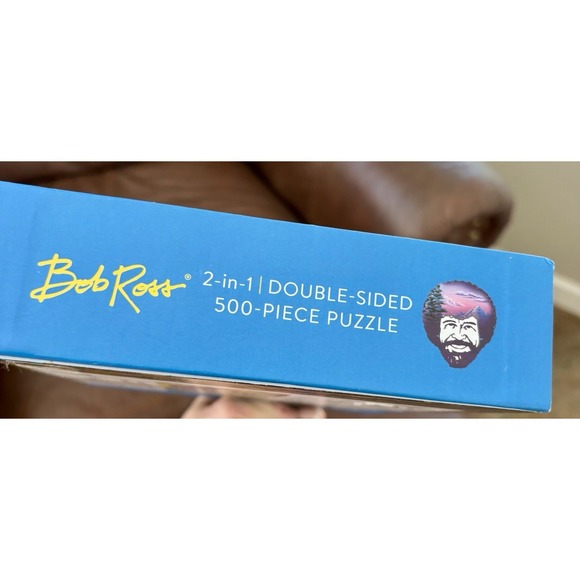 Bob Ross®
2-in-1 | DOUBLE-SIDED
500-PIECE PUZZLE